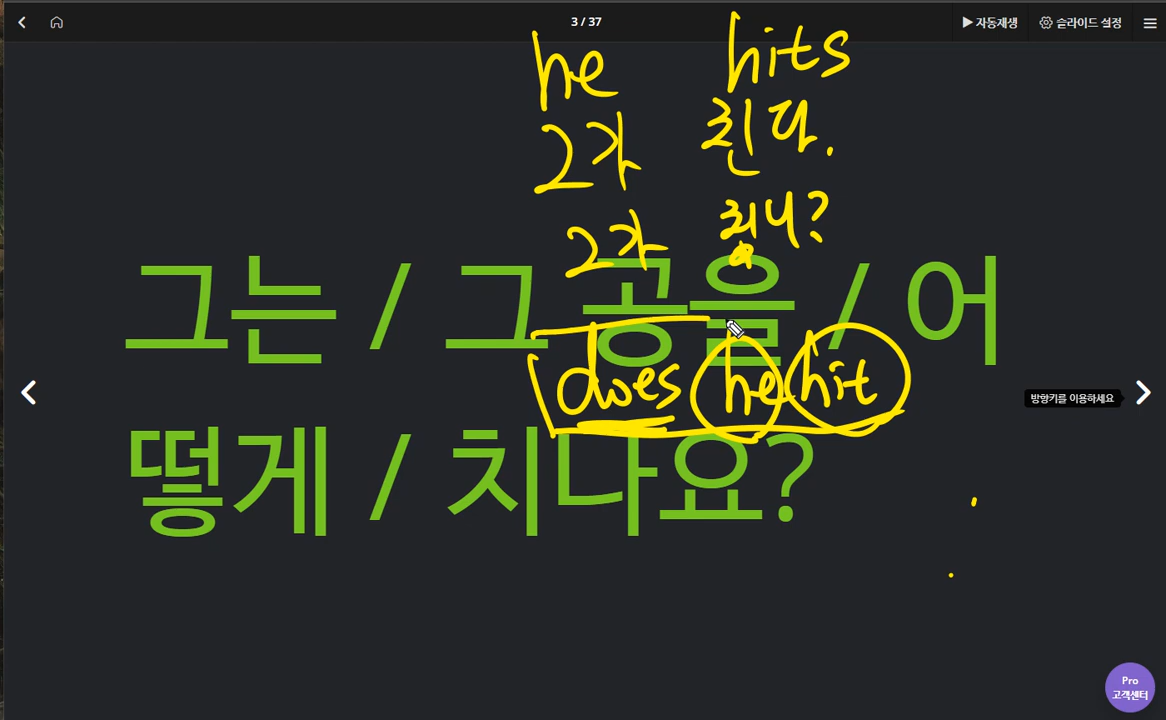 3 / 37
▶ 자동재생
슬라이드 설정
he hits
그가 친다.
그가 치니?
그는 / 그 공을 / 어
does he hit
방향키를 이용하세요
떻게 / 치나요?
Pro
고객센터